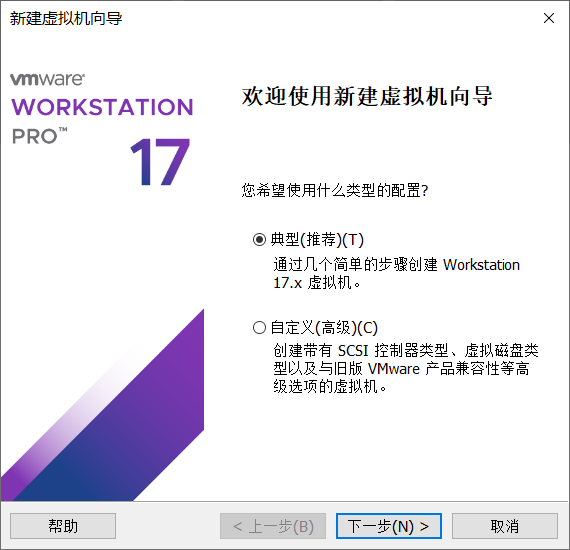 新建虚拟机向导
vmware
WORKSTATION
PRO™
17
欢迎使用新建虚拟机向导
您希望使用什么类型的配置?
典型(推荐)(T)
通过几个简单的步骤创建 Workstation
17.x 虚拟机。
自定义(高级)(C)
创建带有 SCSI 控制器类型、虚拟磁盘类
型以及与旧版 VMware 产品兼容性等高
级选项的虚拟机。
帮助
< 上一步(B)
下一步(N) >
取消